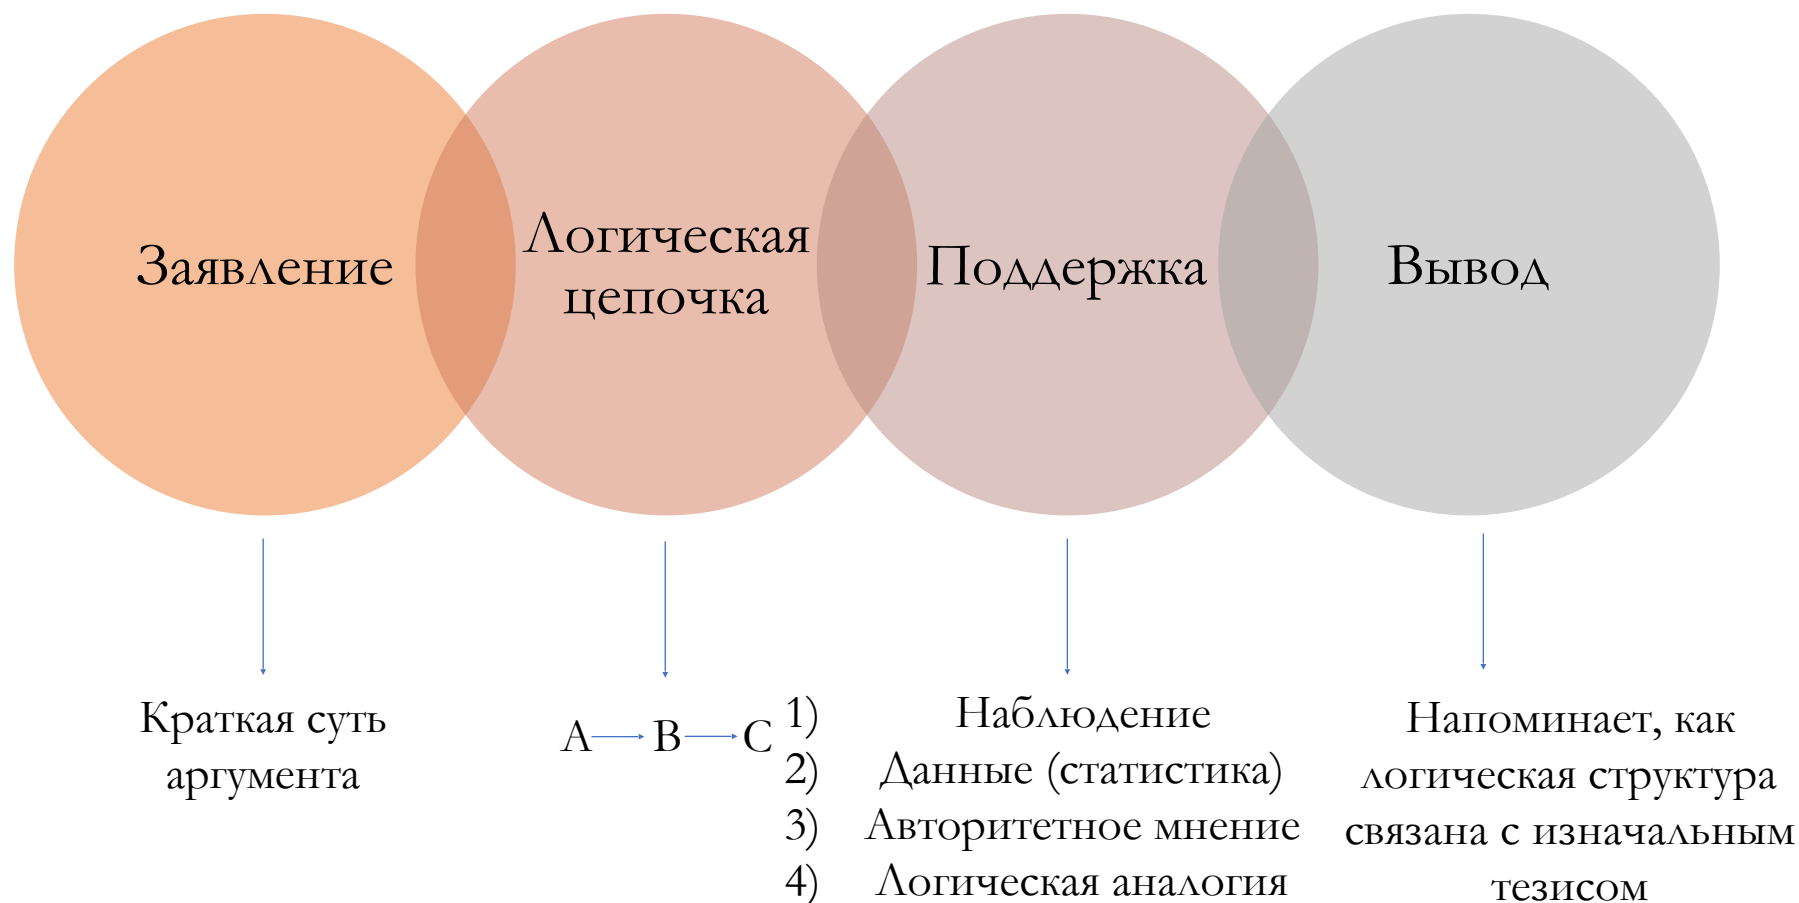 Заявление
Логическая
цепочка
Поддержка
Вывод
Краткая суть
аргумента
A B C
1) Наблюдение
2) Данные (статистика)
3) Авторитетное мнение
4) Логическая аналогия
Напоминает, как
логическая структура
связана с изначальным
тезисом